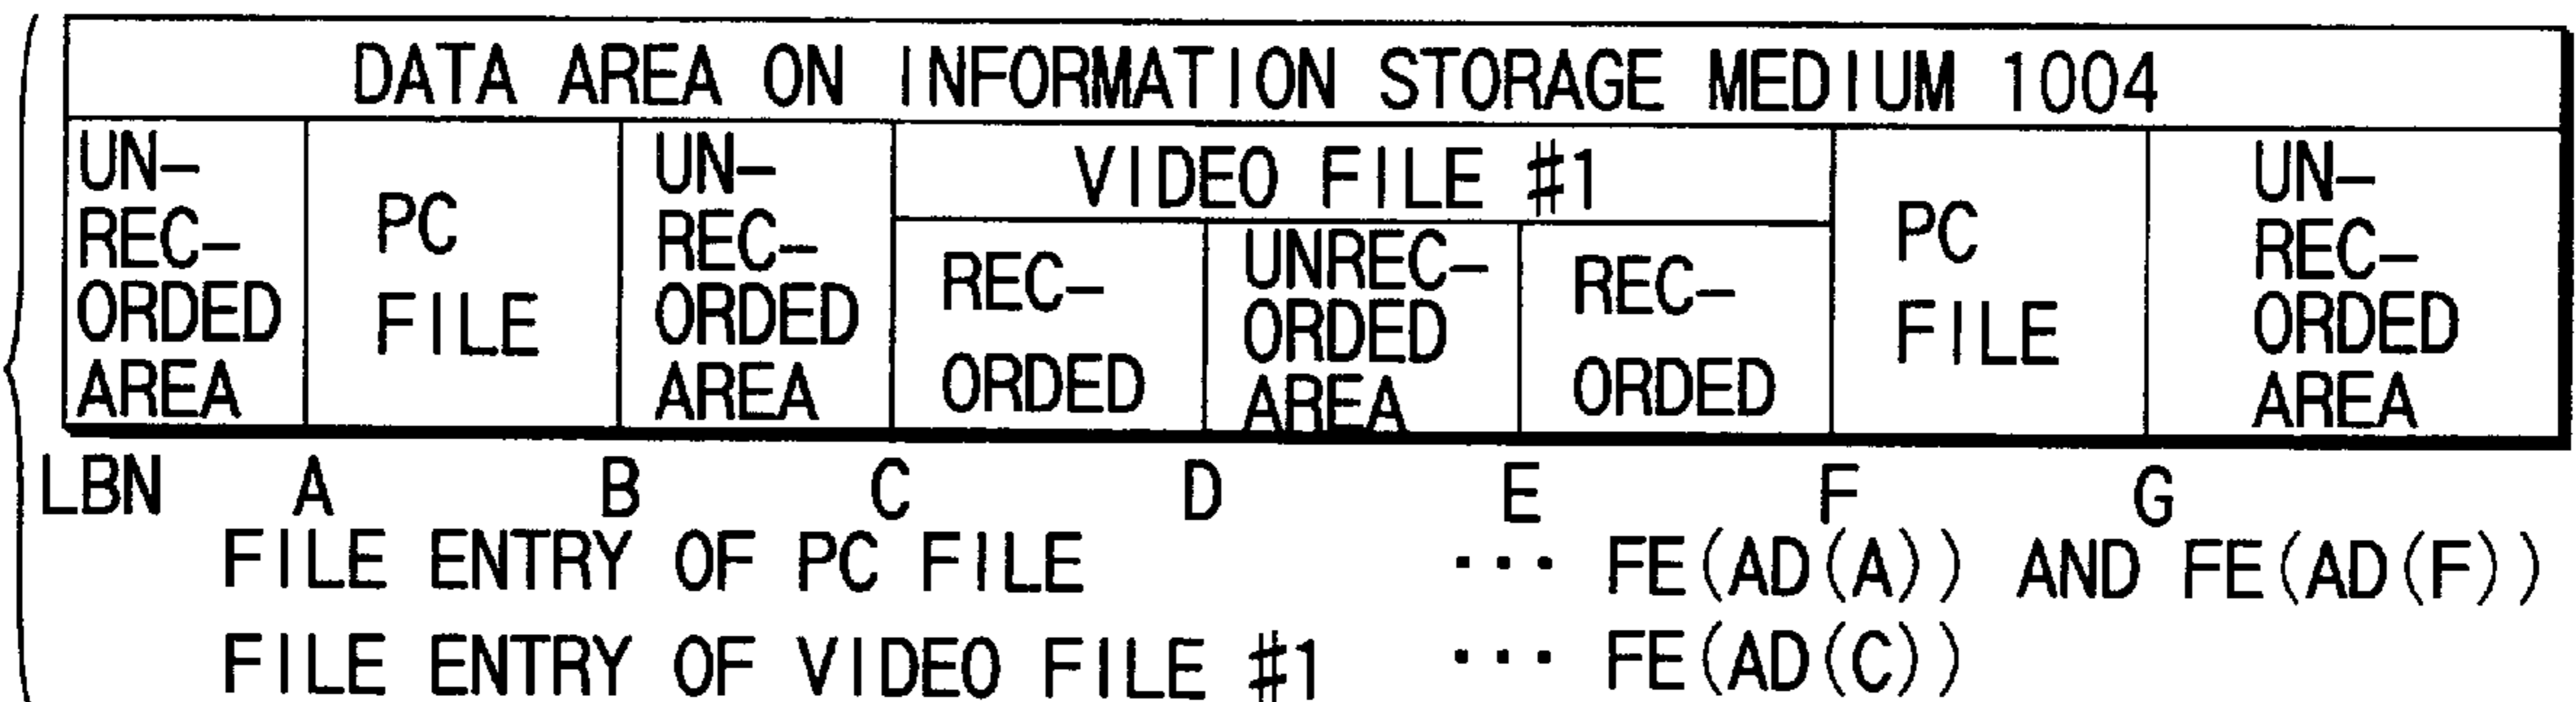 DATA AREA ON INFORMATION STORAGE MEDIUM 1004
UN-
REC-
ORDED
AREA
PC
FILE
UN-
REC-
ORDED
AREA
VIDEO FILE #1
REC-
ORDED
UNREC-
ORDED
AREA
REC-
ORDED
PC
FILE
UN-
REC-
ORDED
AREA
LBN A B C D E F G
FILE ENTRY OF PC FILE ··· FE(AD(A)) AND FE(AD(F))
FILE ENTRY OF VIDEO FILE #1 ··· FE(AD(C))